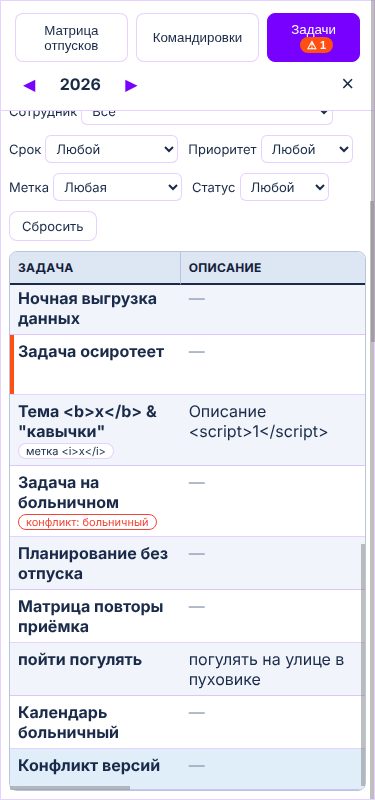 Матрица
отпусков
Командировки
Задачи
⚠ 1
◀ 2026 ▶ ×
Сотрудник Все
Срок Любой Приоритет Любой
Метка Любая Статус Любой
Сбросить
ЗАДАЧА ОПИСАНИЕ
Ночная выгрузка —
данных
Задача осиротеет —
Тема <b>x</b> & Описание
"кавычки" <script>1</script>
метка <i>x</i>
Задача на —
больничном
конфликт: больничный
Планирование без —
отпуска
Матрица повторы —
приёмка
пойти погулять погулять на улице в
пуховике
Календарь —
больничный
Конфликт версий —